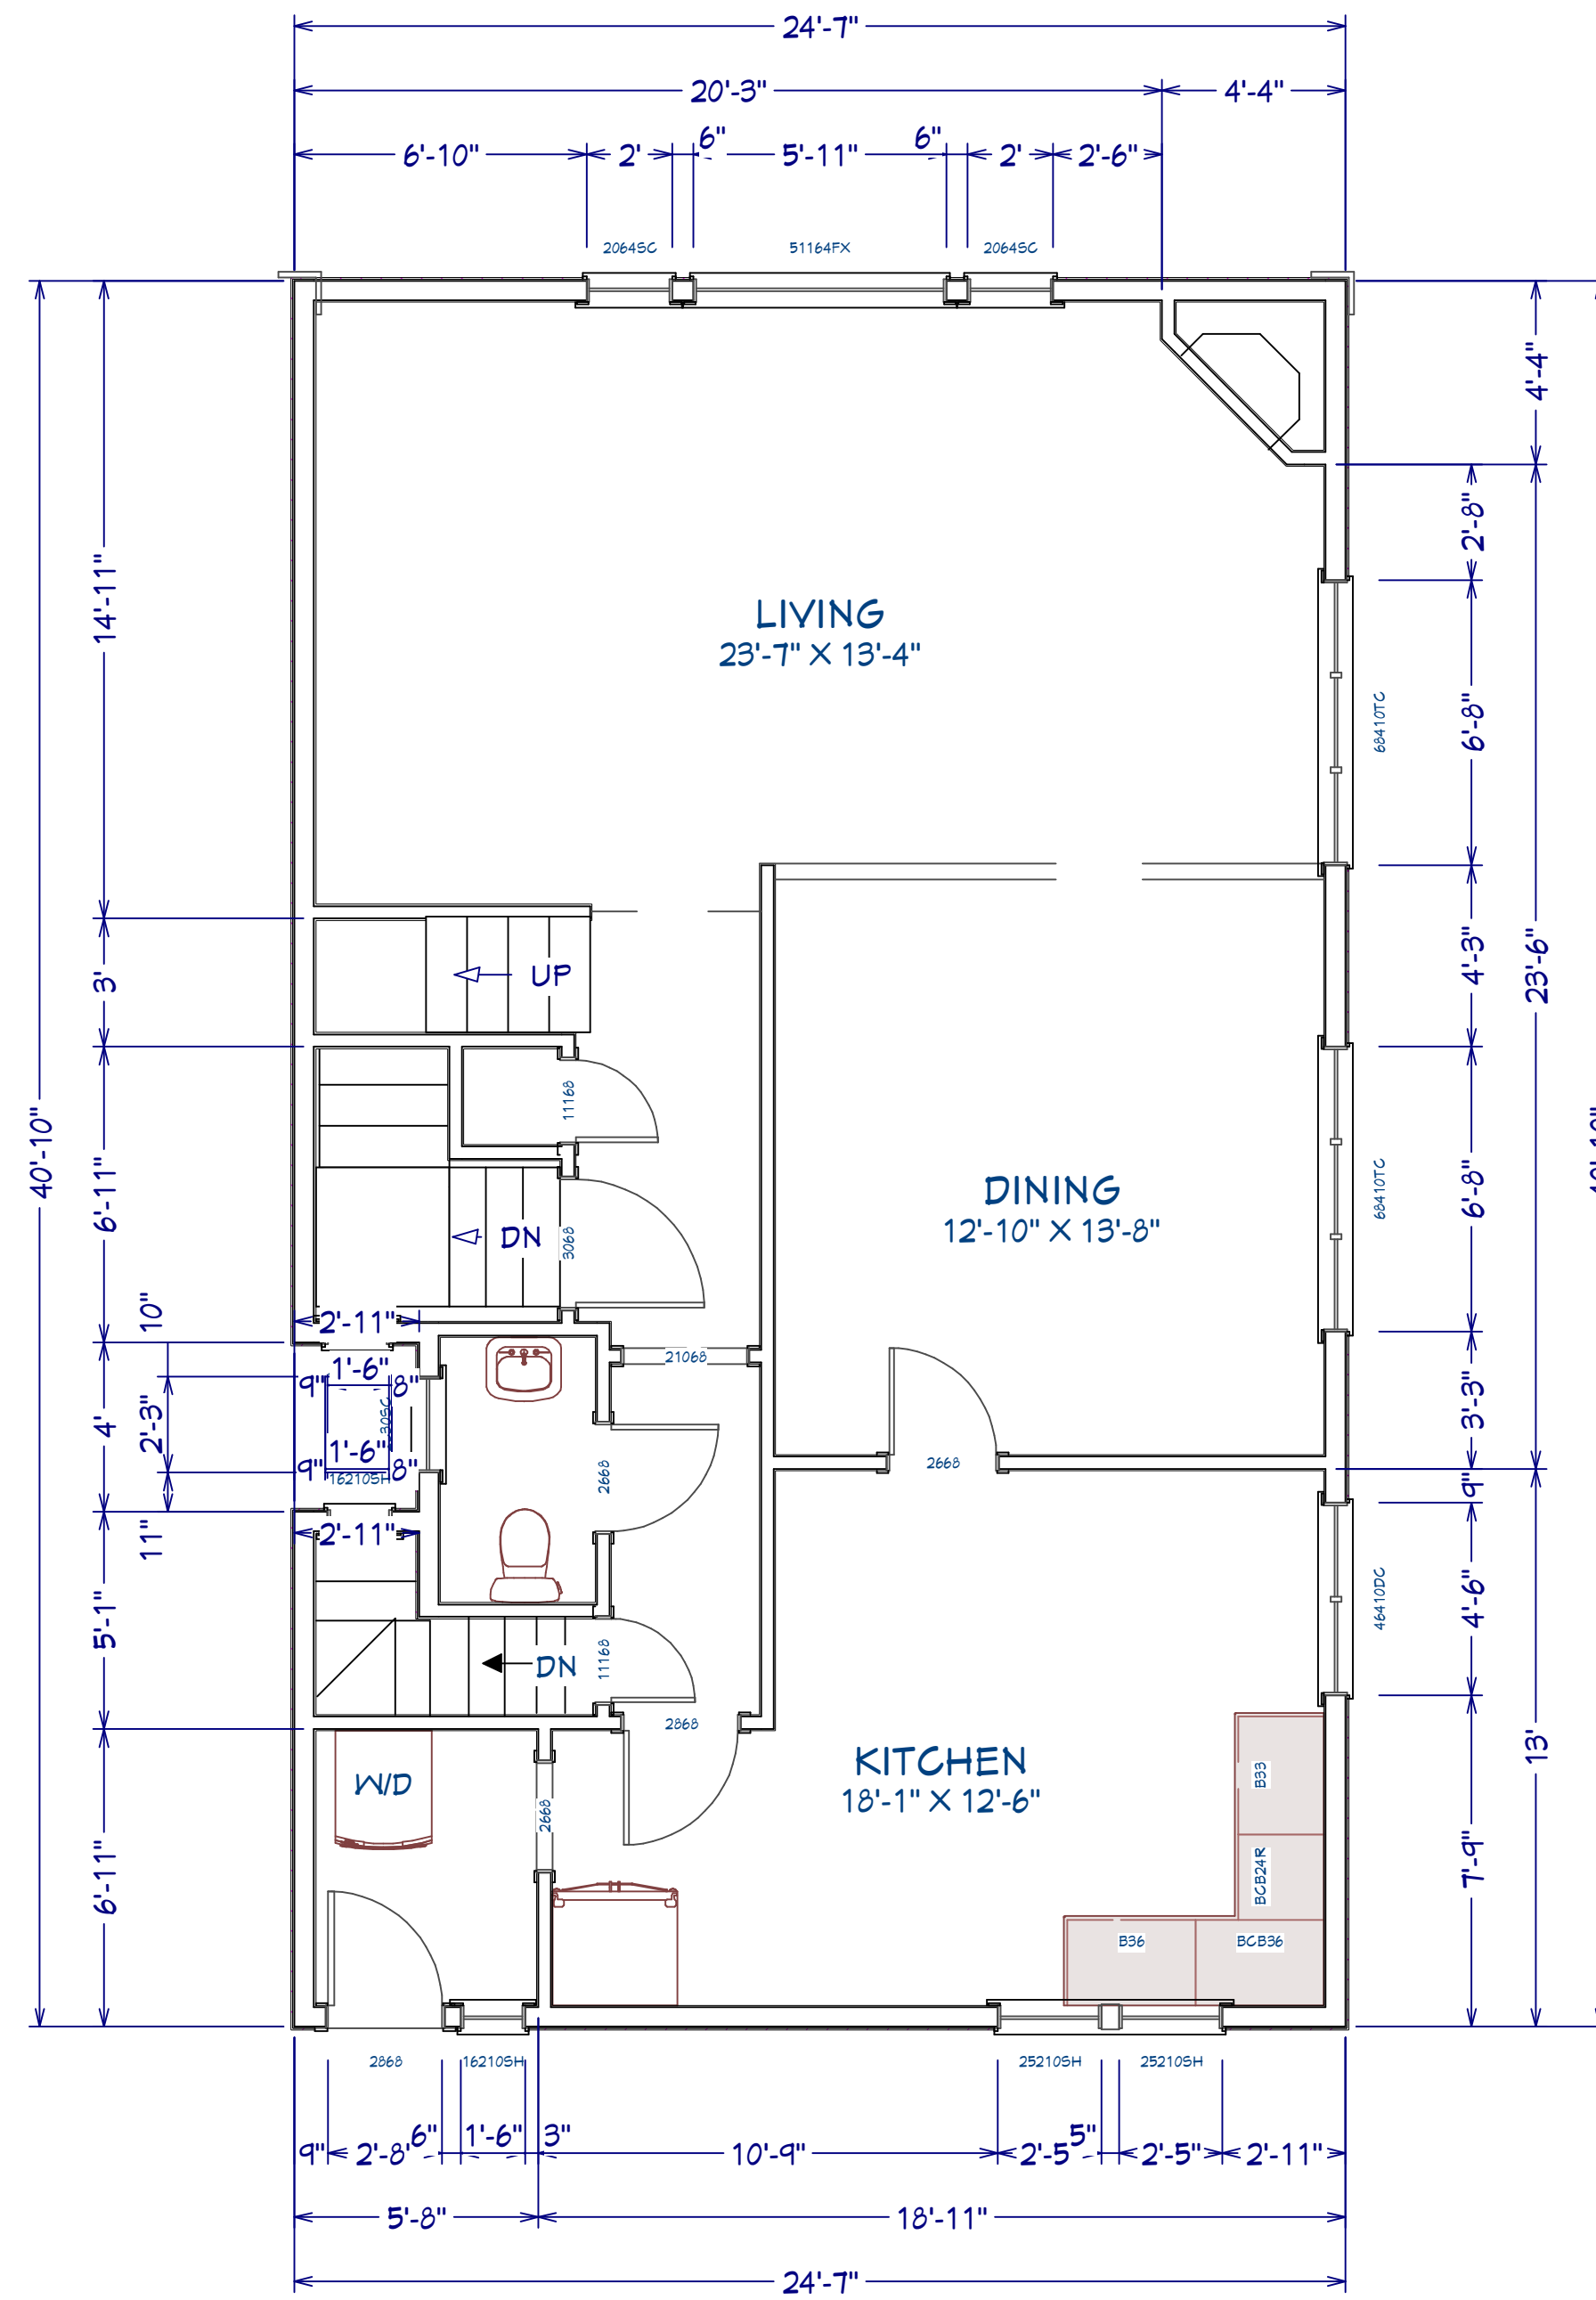 24'-7"
20'-3" 4'-4"
6'-10" 2' 6" 5'-11" 6" 2' 2'-6"
2064SC 51164FX 2064SC
4'-4"
2'-8"
14'-11"
LIVING
23'-7" X 13'-4"
68410TC
6'-8"
23'-6"
4'-3"
3'
UP
11168
40'-10"
6'-11"
DINING
12'-10" X 13'-8"
68410TC
6'-8"
DN
3068
10"
2'-11"
21068
1'-6"
9" 8"
2'-3"
4'
3'-3"
1'-6"
9" 8"
16210SH
2668
2668
9"
11"
2'-11"
46410DC
4'-6"
5'-1"
DN
11168
2868
13'
KITCHEN
18'-1" X 12'-6"
W/D
B33
2668
6'-11"
BCB24R
7'-9"
B36 BCB36
2868 16210SH 25210SH 25210SH
9" 2'-8" 6" 1'-6" 3" 10'-9" 2'-5" 5" 2'-5" 2'-11"
5'-8" 18'-11"
24'-7"